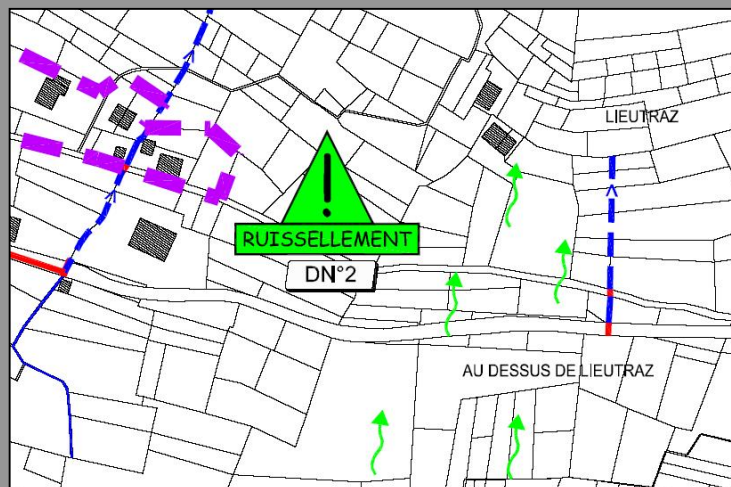 LIEUTRAZ
!
RUISSELLEMENT
DN°2
AU DESSUS DE LIEUTRAZ